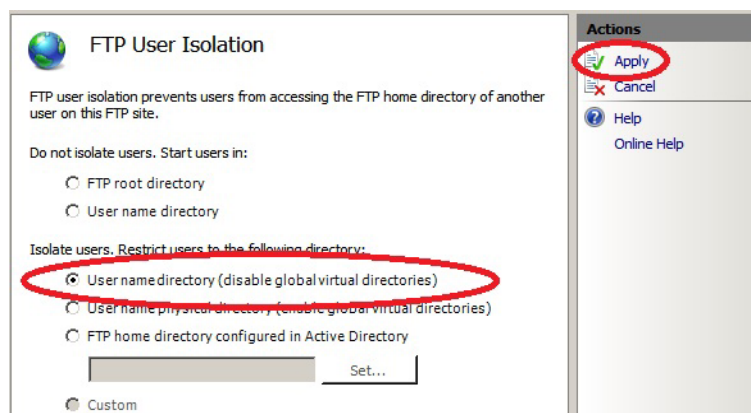 FTP User Isolation
FTP user isolation prevents users from accessing the FTP home directory of another
user on this FTP site.
Do not isolate users. Start users in:
FTP root directory
User name directory
Isolate users. Restrict users to the following directory:
User name directory (disable global virtual directories)
User name physical directory (enable global virtual directories)
FTP home directory configured in Active Directory
Set...
Custom
Actions
Apply
Cancel
Help
Online Help